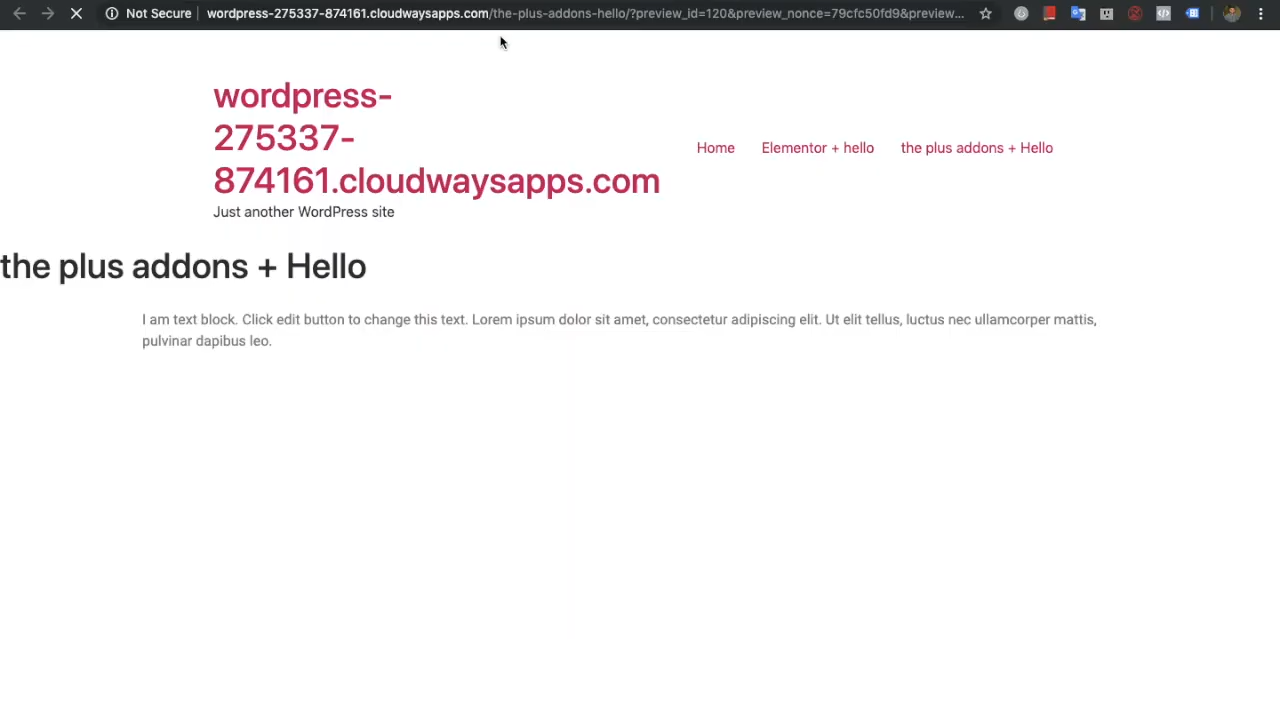 Not Secure wordpress-275337-874161.cloudwaysapps.com/the-plus-addons-hello/?preview_id=120&preview_nonce=79cfc50fd9&preview...
wordpress-
275337-
874161.cloudwaysapps.com
Just another WordPress site
Home Elementor + hello the plus addons + Hello
the plus addons + Hello
I am text block. Click edit button to change this text. Lorem ipsum dolor sit amet, consectetur adipiscing elit. Ut elit tellus, luctus nec ullamcorper mattis,
pulvinar dapibus leo.